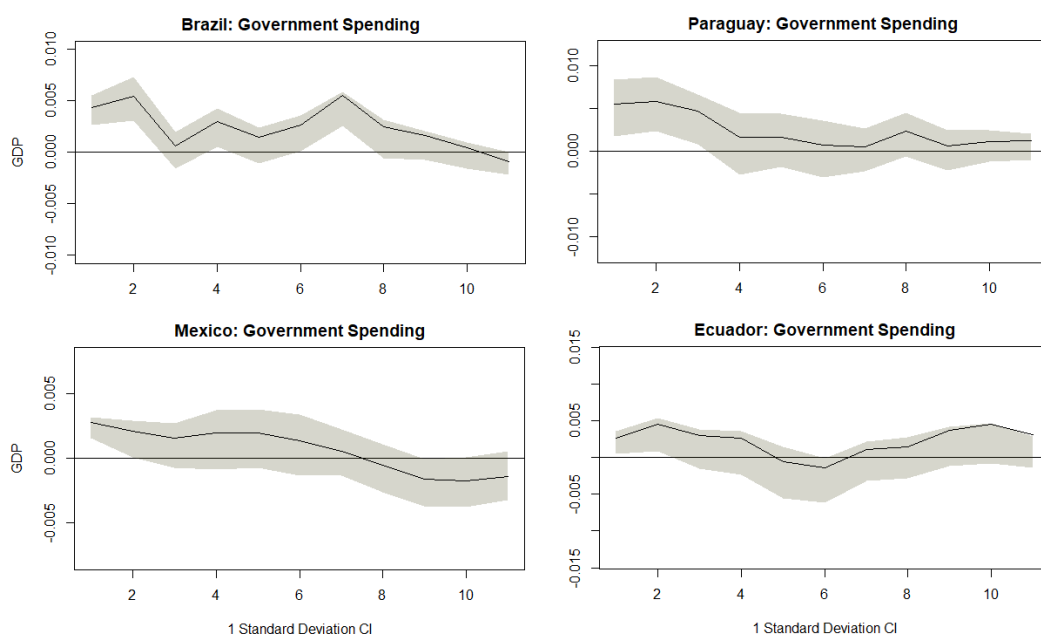 Brazil: Government Spending
GDP
0.010
0.005
0.000
-0.005
-0.010
2 4 6 8 10
Paraguay: Government Spending
0.010
0.000
-0.010
2 4 6 8 10
Mexico: Government Spending
GDP
0.005
0.000
-0.005
2 4 6 8 10
1 Standard Deviation CI
Ecuador: Government Spending
0.015
0.005
-0.005
-0.015
2 4 6 8 10
1 Standard Deviation CI